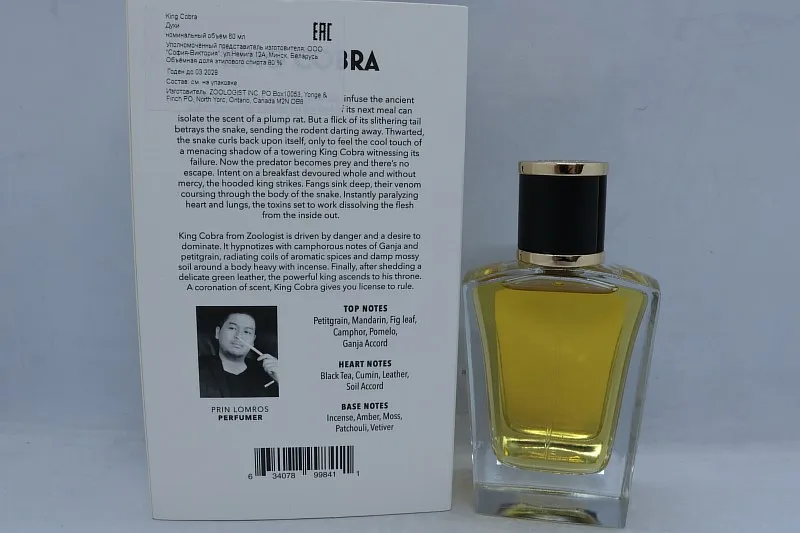 King Cobra
Духи
номинальный объем 60 мл
Уполномоченный представитель изготовителя: ООО
"София-Виктория", ул.Немига 12А, Минск, Беларусь
Объёмная доля этилового спирта 80 %
Годен до 03 2028
Состав: см. на упаковке
Изготовитель: ZOOLOGIST INC, PO Box10053, Yonge &
Finch PO, North Yorc, Ontario, Canada M2N 0B6
EAC
OBRA
infuse the ancient
its next meal can
isolate the scent of a plump rat. But a flick of its slithering tail
betrays the snake, sending the rodent darting away. Thwarted,
the snake curls back upon itself, only to feel the cool touch of
a menacing shadow of a towering King Cobra witnessing its
failure. Now the predator becomes prey and there's no
escape. Intent on a breakfast devoured whole and without
mercy, the hooded king strikes. Fangs sink deep, their venom
coursing through the body of the snake. Instantly paralyzing
heart and lungs, the toxins set to work dissolving the flesh
from the inside out.
King Cobra from Zoologist is driven by danger and a desire to
dominate. It hypnotizes with camphorous notes of Ganja and
petitgrain, radiating coils of aromatic spices and damp mossy
soil around a body heavy with incense. Finally, after shedding a
delicate green leather, the powerful king ascends to his throne.
A coronation of scent, King Cobra gives you license to rule.
TOP NOTES
Petitgrain, Mandarin, Fig leaf,
Camphor, Pomelo,
Ganja Accord
HEART NOTES
Black Tea, Cumin, Leather,
Soil Accord
BASE NOTES
Incense, Amber, Moss,
Patchouli, Vetiver
PRIN LOMROS
PERFUMER
6 34078 99841 1